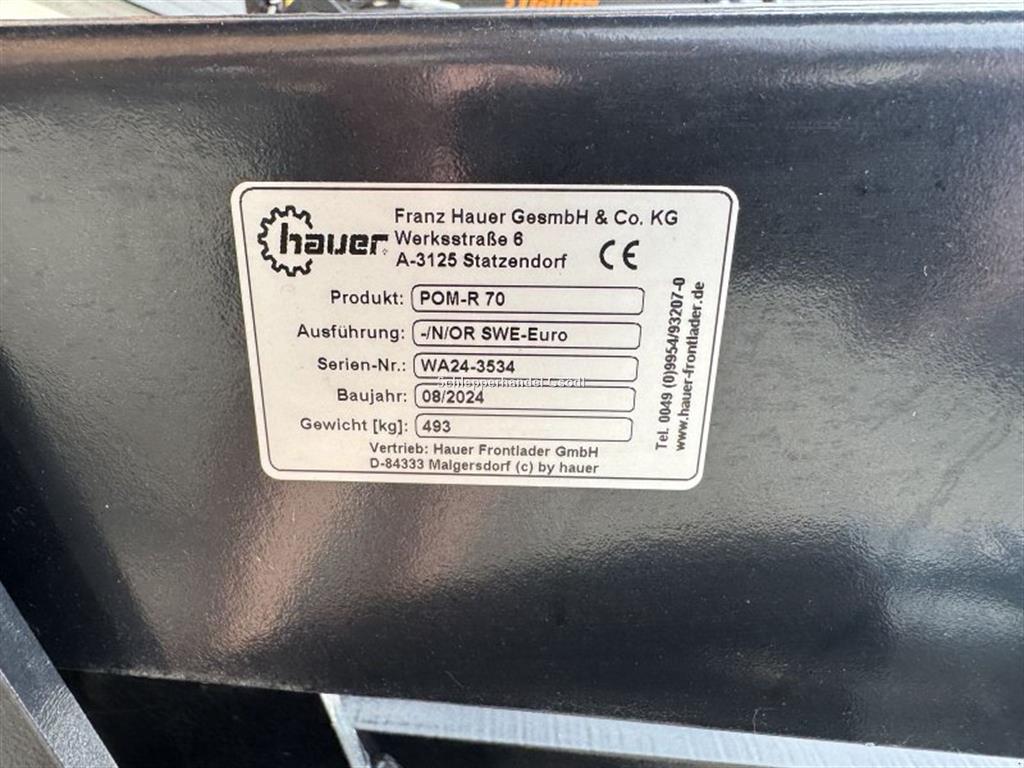 hauer
Franz Hauer GesmbH & Co. KG
Werksstraße 6
A-3125 Statzendorf
CE
Produkt: POM-R 70
Ausführung: -/N/OR SWE-Euro
Serien-Nr.: WA24-3534
Schlepperhandel Gsödl
Baujahr: 08/2024
Gewicht [kg]: 493
Vertrieb: Hauer Frontlader GmbH
D-84333 Malgersdorf (c) by hauer
Tel. 0049 (0)9954/93207-0
www.hauer-frontlader.de